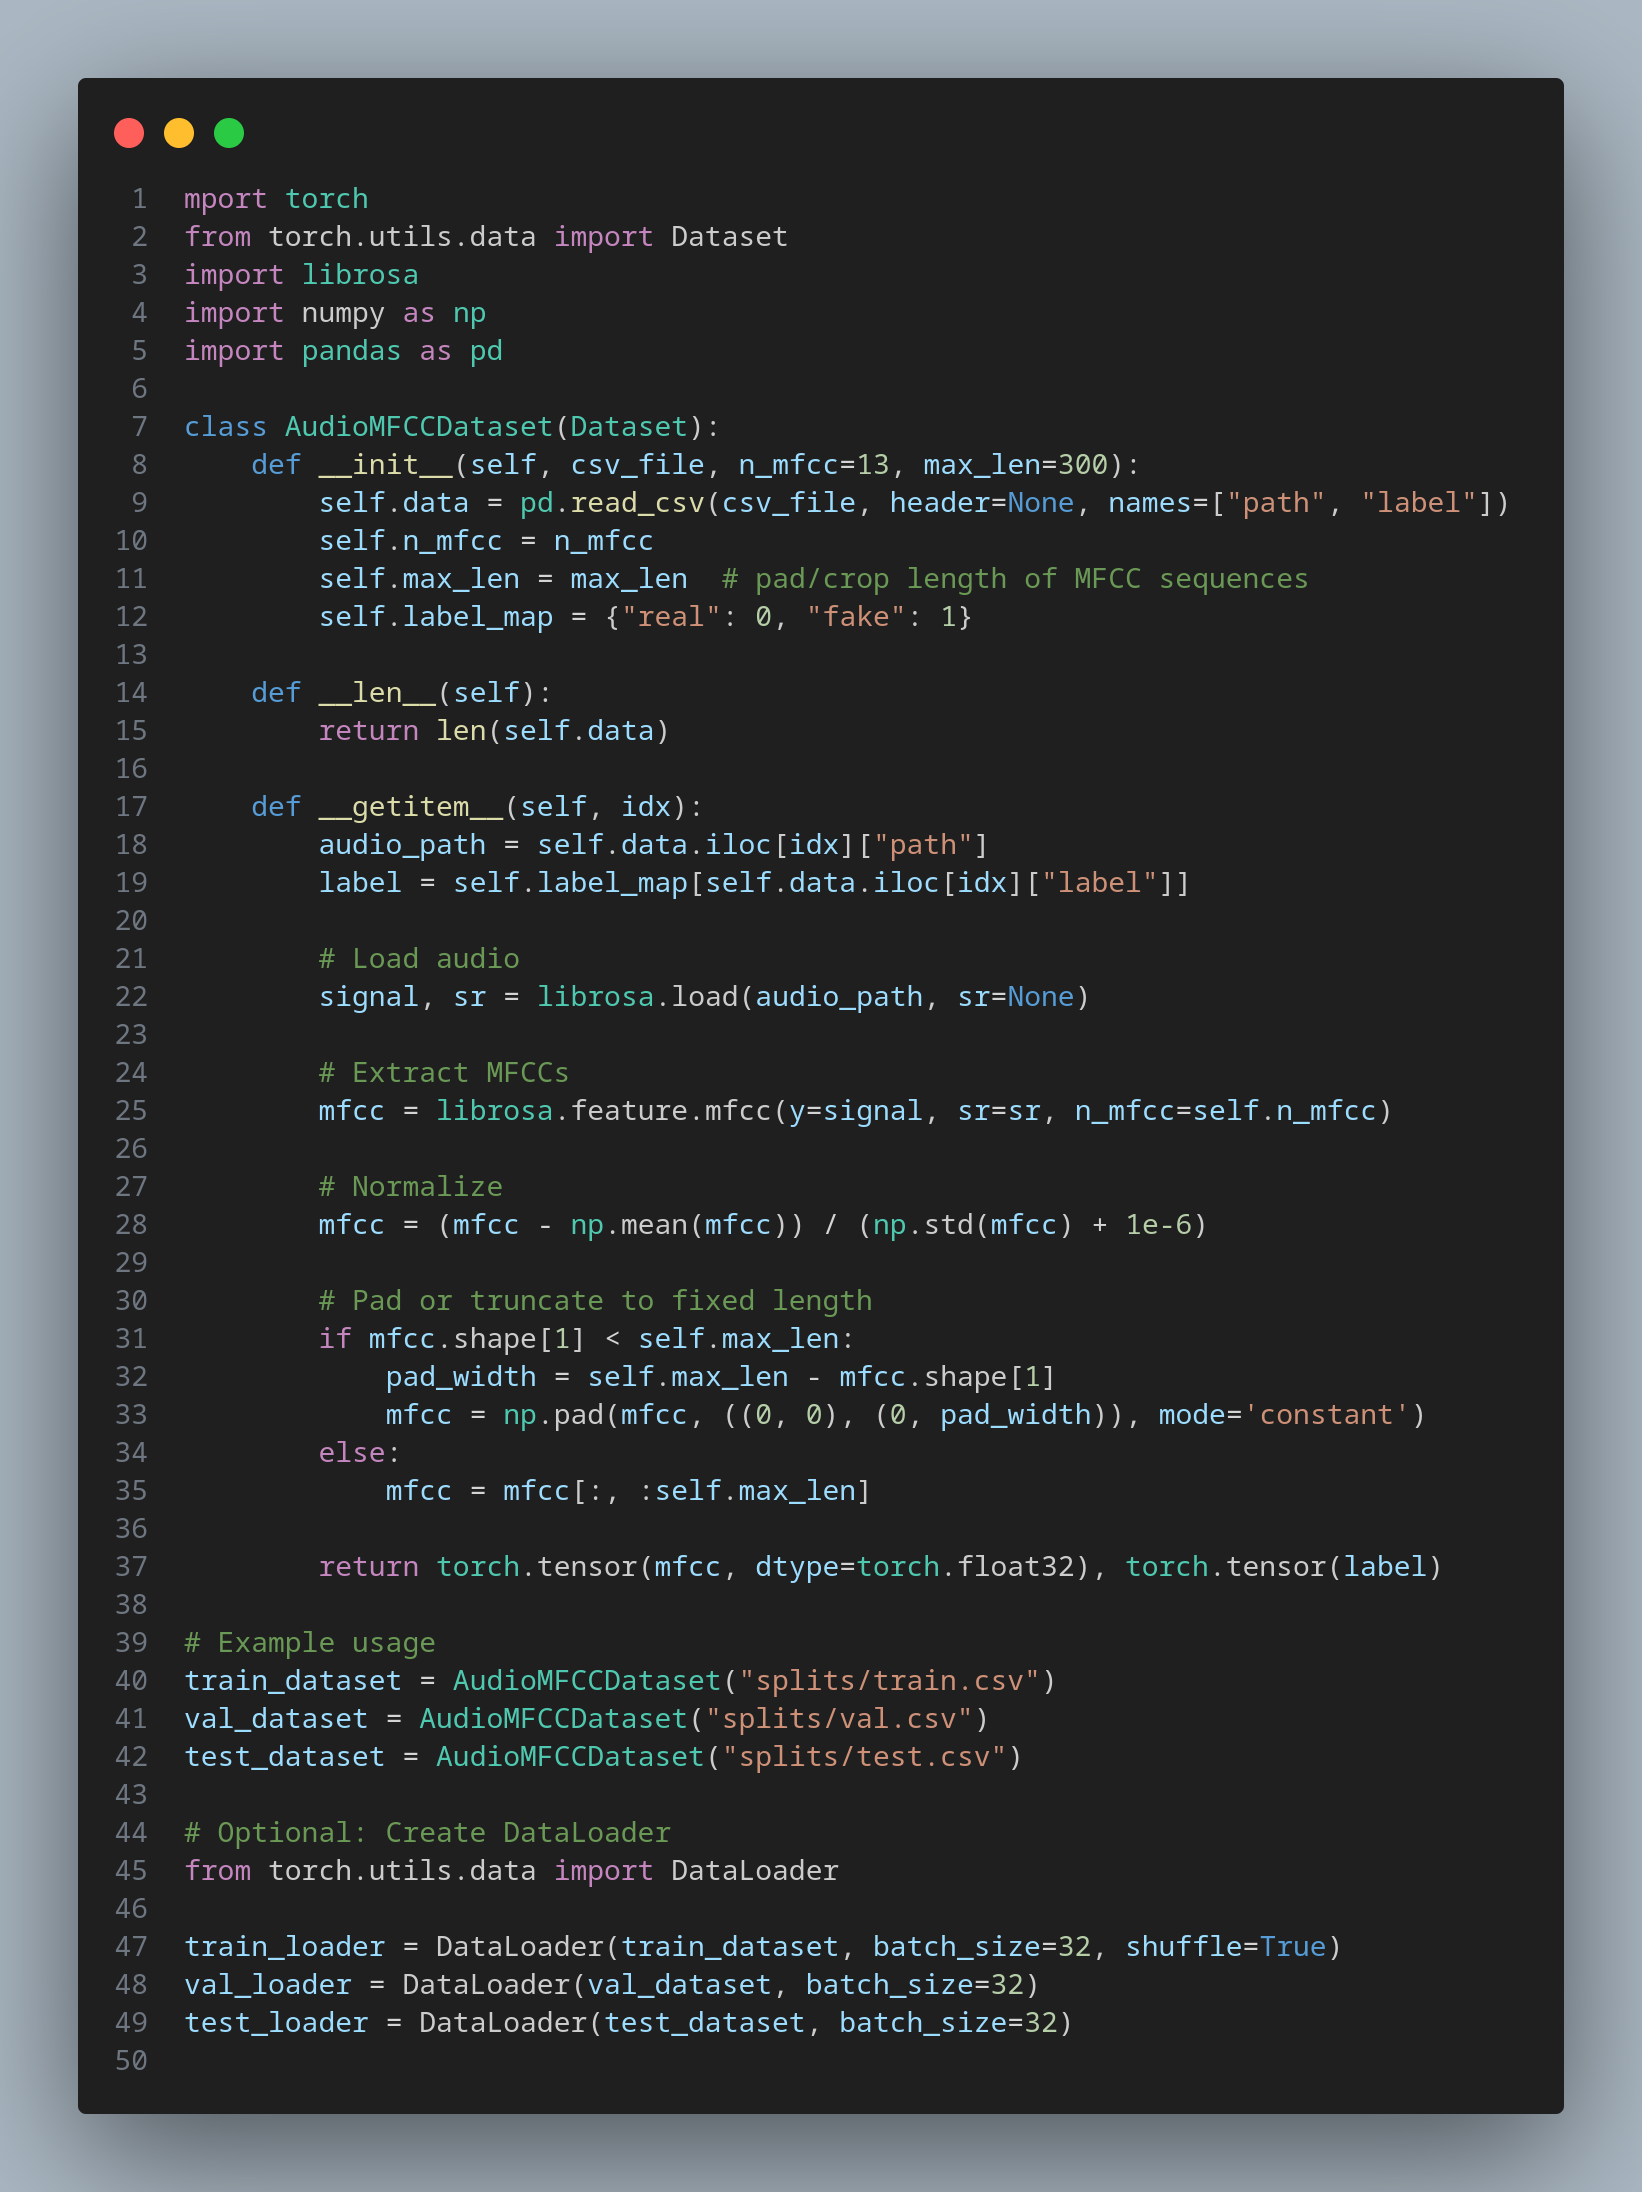 1 mport torch
2 from torch.utils.data import Dataset
3 import librosa
4 import numpy as np
5 import pandas as pd
6
7 class AudioMFCCDataset(Dataset):
8     def __init__(self, csv_file, n_mfcc=13, max_len=300):
9         self.data = pd.read_csv(csv_file, header=None, names=["path", "label"])
10         self.n_mfcc = n_mfcc
11         self.max_len = max_len  # pad/crop length of MFCC sequences
12         self.label_map = {"real": 0, "fake": 1}
13
14     def __len__(self):
15         return len(self.data)
16
17     def __getitem__(self, idx):
18         audio_path = self.data.iloc[idx]["path"]
19         label = self.label_map[self.data.iloc[idx]["label"]]
20
21         # Load audio
22         signal, sr = librosa.load(audio_path, sr=None)
23
24         # Extract MFCCs
25         mfcc = librosa.feature.mfcc(y=signal, sr=sr, n_mfcc=self.n_mfcc)
26
27         # Normalize
28         mfcc = (mfcc - np.mean(mfcc)) / (np.std(mfcc) + 1e-6)
29
30         # Pad or truncate to fixed length
31         if mfcc.shape[1] < self.max_len:
32             pad_width = self.max_len - mfcc.shape[1]
33             mfcc = np.pad(mfcc, ((0, 0), (0, pad_width)), mode='constant')
34         else:
35             mfcc = mfcc[:, :self.max_len]
36
37         return torch.tensor(mfcc, dtype=torch.float32), torch.tensor(label)
38
39 # Example usage
40 train_dataset = AudioMFCCDataset("splits/train.csv")
41 val_dataset = AudioMFCCDataset("splits/val.csv")
42 test_dataset = AudioMFCCDataset("splits/test.csv")
43
44 # Optional: Create DataLoader
45 from torch.utils.data import DataLoader
46
47 train_loader = DataLoader(train_dataset, batch_size=32, shuffle=True)
48 val_loader = DataLoader(val_dataset, batch_size=32)
49 test_loader = DataLoader(test_dataset, batch_size=32)
50